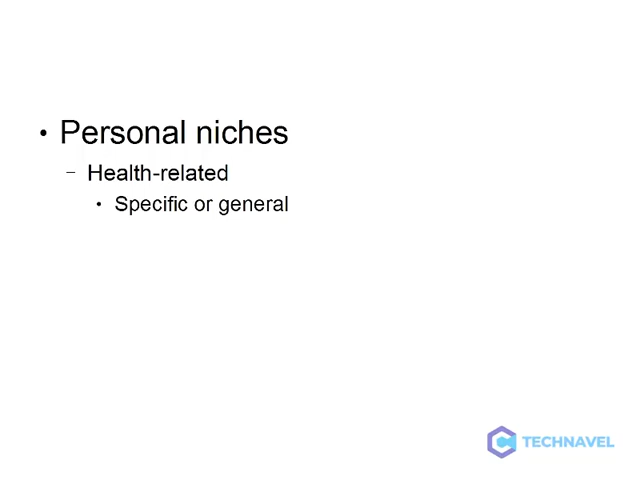 • Personal niches
– Health-related
• Specific or general
TECHNAVEL